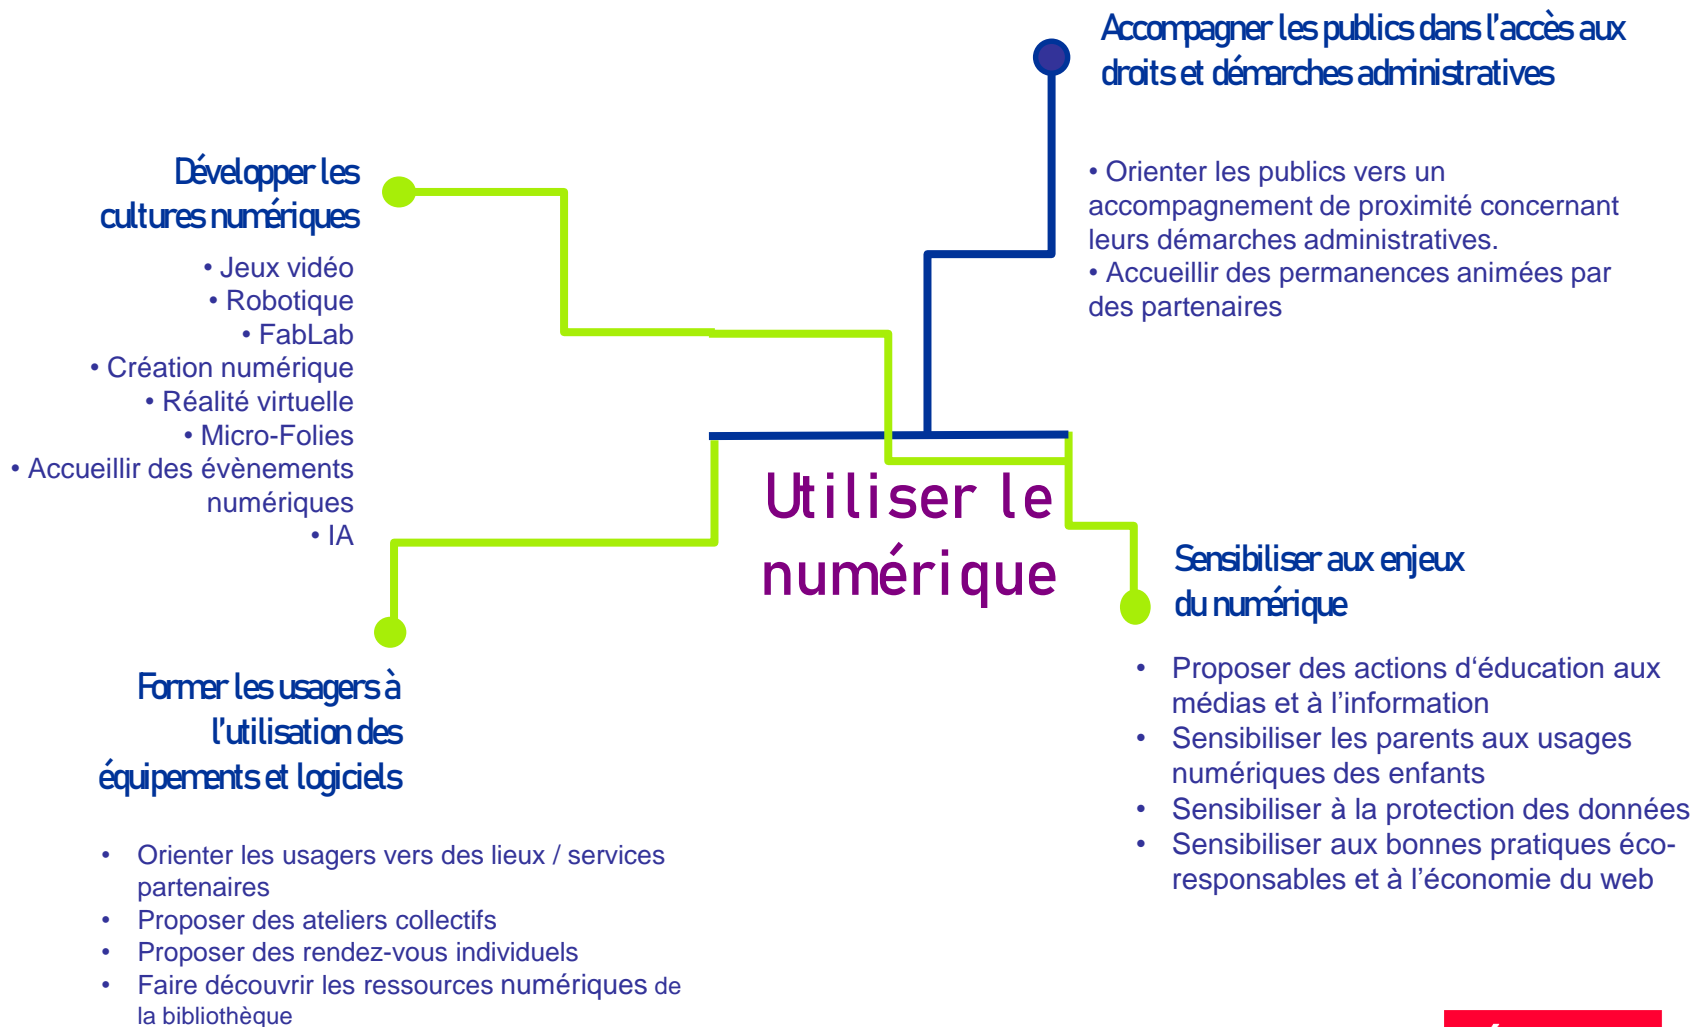 Accompagner les publics dans l’accès aux
droits et démarches administratives
• Orienter les publics vers un
accompagnement de proximité concernant
leurs démarches administratives.
• Accueillir des permanences animées par
des partenaires
Développer les
cultures numériques
• Jeux vidéo
• Robotique
• FabLab
• Création numérique
• Réalité virtuelle
• Micro-Folies
• Accueillir des évènements
numériques
• IA
Utiliser le
numérique
Sensibiliser aux enjeux
du numérique
• Proposer des actions d‘éducation aux
médias et à l’information
• Sensibiliser les parents aux usages
numériques des enfants
• Sensibiliser à la protection des données
• Sensibiliser aux bonnes pratiques éco-
responsables et à l’économie du web
Former les usagers à
l’utilisation des
équipements et logiciels
• Orienter les usagers vers des lieux / services
partenaires
• Proposer des ateliers collectifs
• Proposer des rendez-vous individuels
• Faire découvrir les ressources numériques de
la bibliothèque